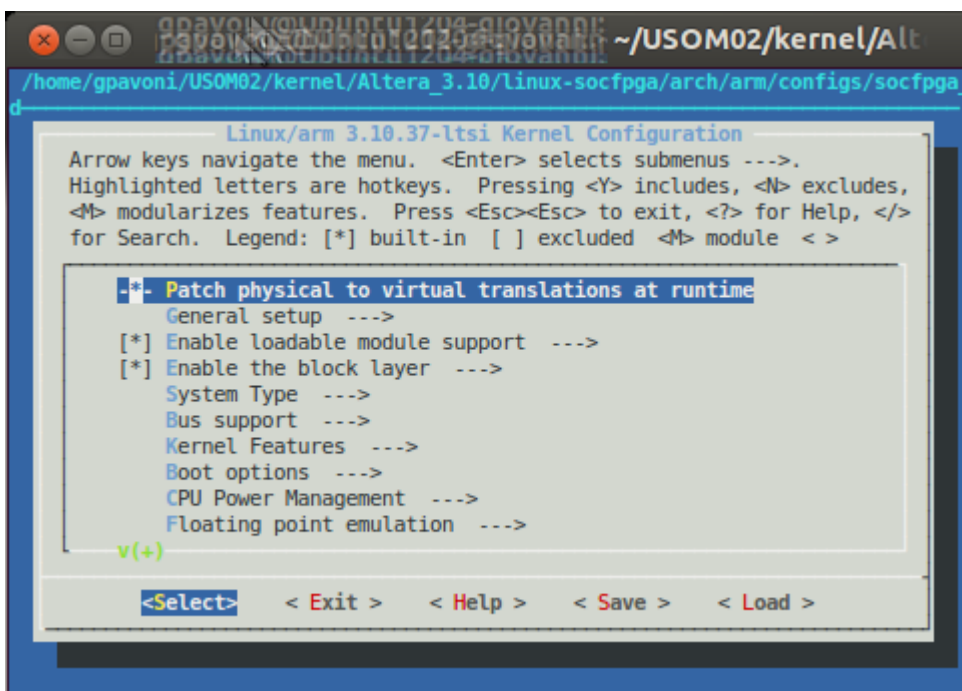 ~/USOM02/kernel/Alt
/home/gpavoni/USOM02/kernel/Altera_3.10/linux-socfpga/arch/arm/configs/socfpga_
d
Linux/arm 3.10.37-ltsi Kernel Configuration
Arrow keys navigate the menu.  <Enter> selects submenus --->.
Highlighted letters are hotkeys.  Pressing <Y> includes, <N> excludes,
<M> modularizes features.  Press <Esc><Esc> to exit, <?> for Help, </>
for Search.  Legend: [*] built-in  [ ] excluded  <M> module  < >
-*- Patch physical to virtual translations at runtime
General setup  --->
[*] Enable loadable module support  --->
[*] Enable the block layer  --->
System Type  --->
Bus support  --->
Kernel Features  --->
Boot options  --->
CPU Power Management  --->
Floating point emulation  --->
v(+)
<Select>    < Exit >    < Help >    < Save >    < Load >